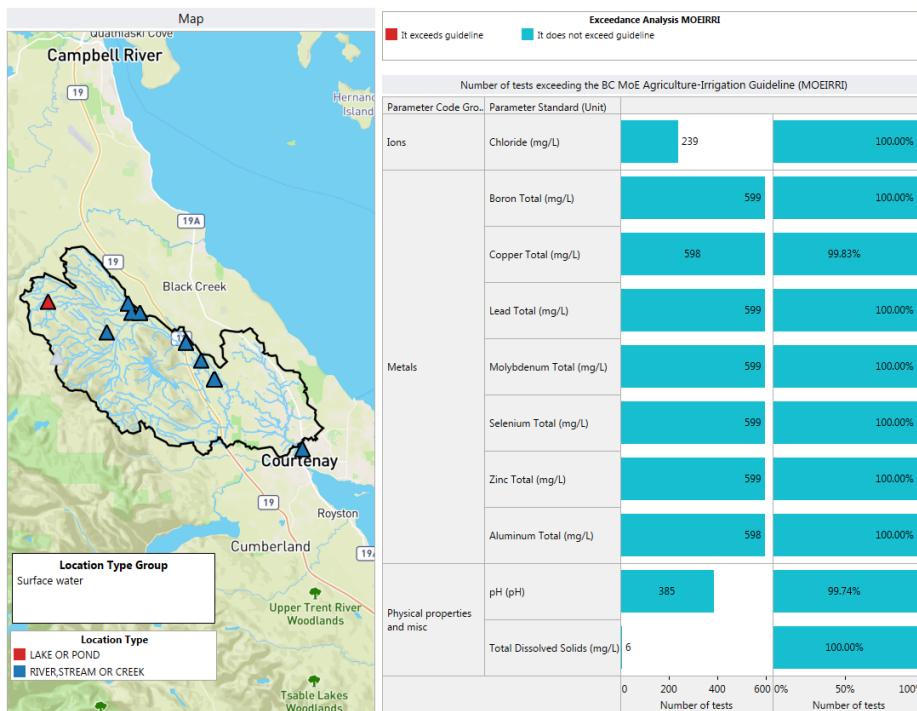 Map
Quathiaski Cove
Campbell River
19
Hernando
Island
19A
19
Black Creek
19
Courtenay
19
Royston
Cumberland
19A
Upper Trent River
Woodlands
Tsable Lakes
Woodlands
Location Type Group
Surface water
Location Type
LAKE OR POND
RIVER,STREAM OR CREEK
Exceedance Analysis MOEIRRI
It exceeds guideline
It does not exceed guideline
Number of tests exceeding the BC MoE Agriculture-Irrigation Guideline (MOEIRRI)
Parameter Code Gro.. Parameter Standard (Unit)
Ions Chloride (mg/L) 239 100.00%
Metals
Boron Total (mg/L) 599 100.00%
Copper Total (mg/L) 598 99.83%
Lead Total (mg/L) 599 100.00%
Molybdenum Total (mg/L) 599 100.00%
Selenium Total (mg/L) 599 100.00%
Zinc Total (mg/L) 599 100.00%
Aluminum Total (mg/L) 598 100.00%
Physical properties
and misc
pH (pH) 385 99.74%
Total Dissolved Solids (mg/L) 6 100.00%
0 200 400 600 0% 50% 100%
Number of tests Number of tests